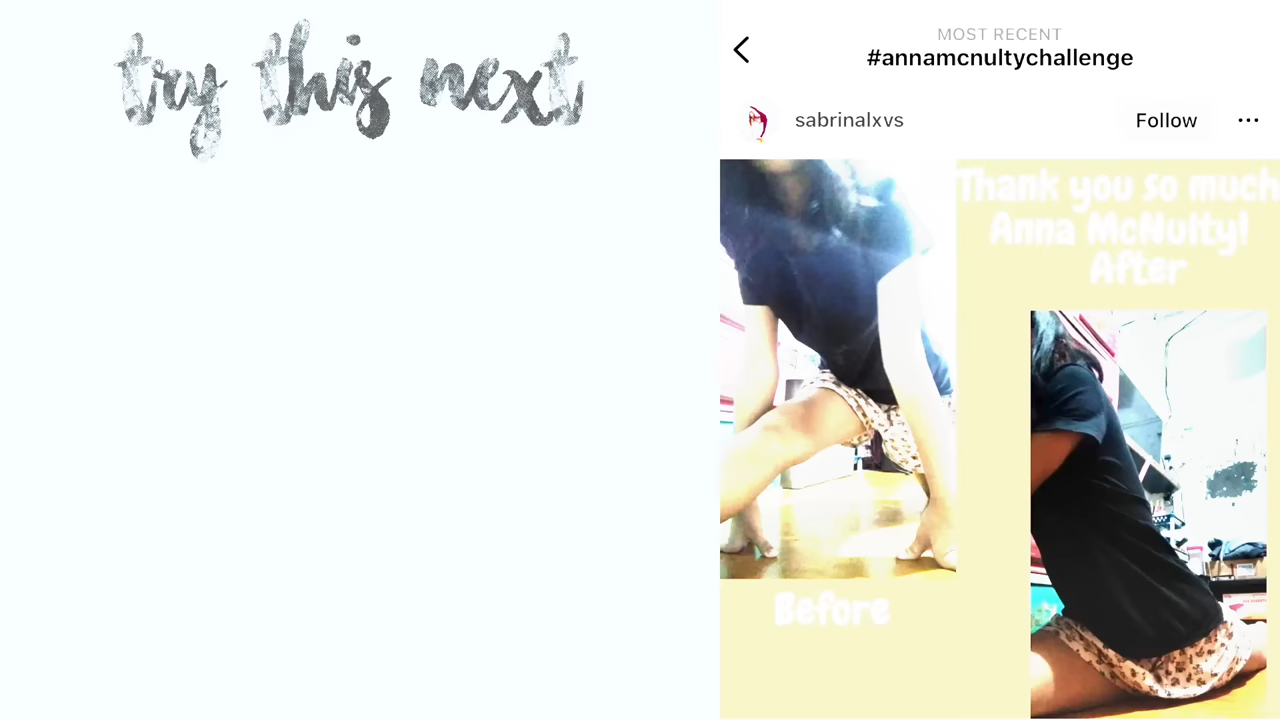 try this next
MOST RECENT
#annamcnultychallenge
sabrinalxvs
Follow
Thank you so much
Anna McNulty!
After
Before